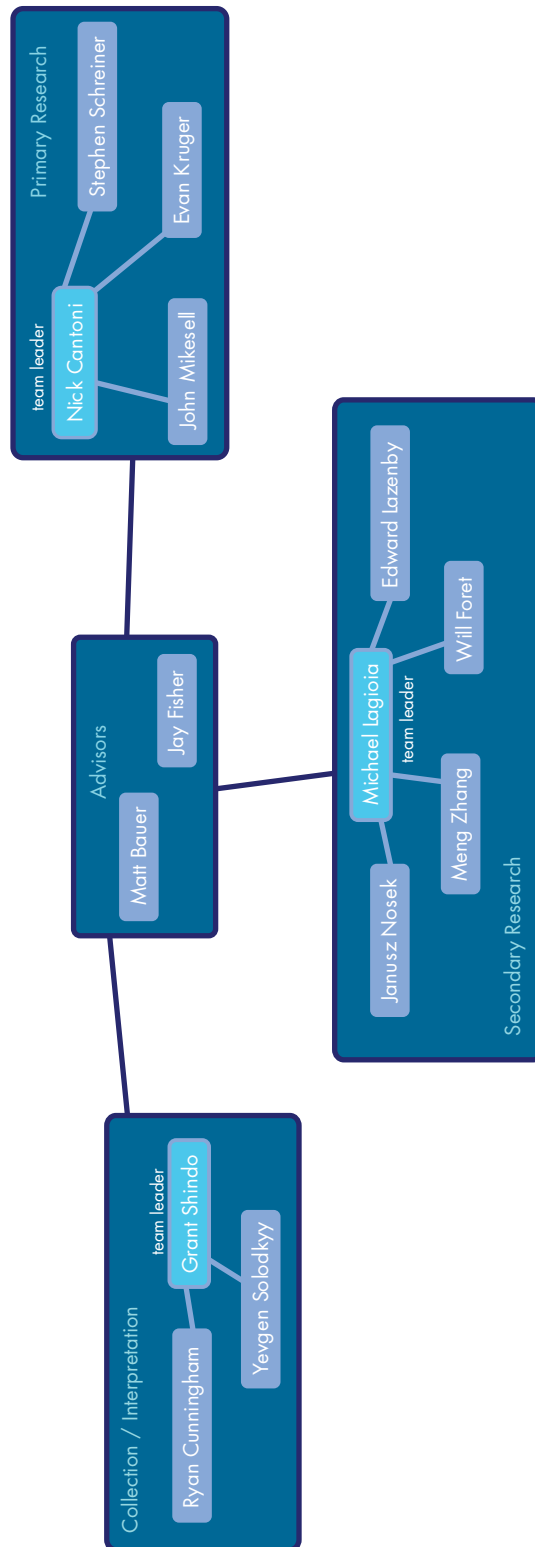 Collection / Interpretation
team leader
Grant Shindo
Ryan Cunningham
Yevgen Solodkyy
Advisors
Matt Bauer
Jay Fisher
Primary Research
team leader
Nick Cantoni
Stephen Schreiner
Evan Kruger
John Mikesell
Michael Lagioia
team leader
Janusz Nosek
Edward Lazenby
Meng Zhang
Will Foret
Secondary Research